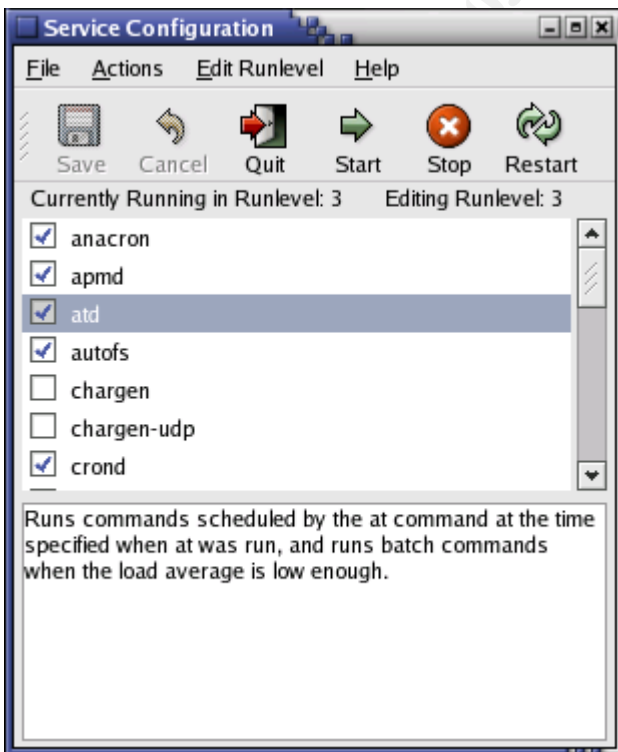 Service Configuration
File Actions Edit Runlevel Help
Save Cancel Quit Start Stop Restart
Currently Running in Runlevel: 3 Editing Runlevel: 3
anacron
apmd
atd
autofs
chargen
chargen-udp
crond
Runs commands scheduled by the at command at the time
specified when at was run, and runs batch commands
when the load average is low enough.